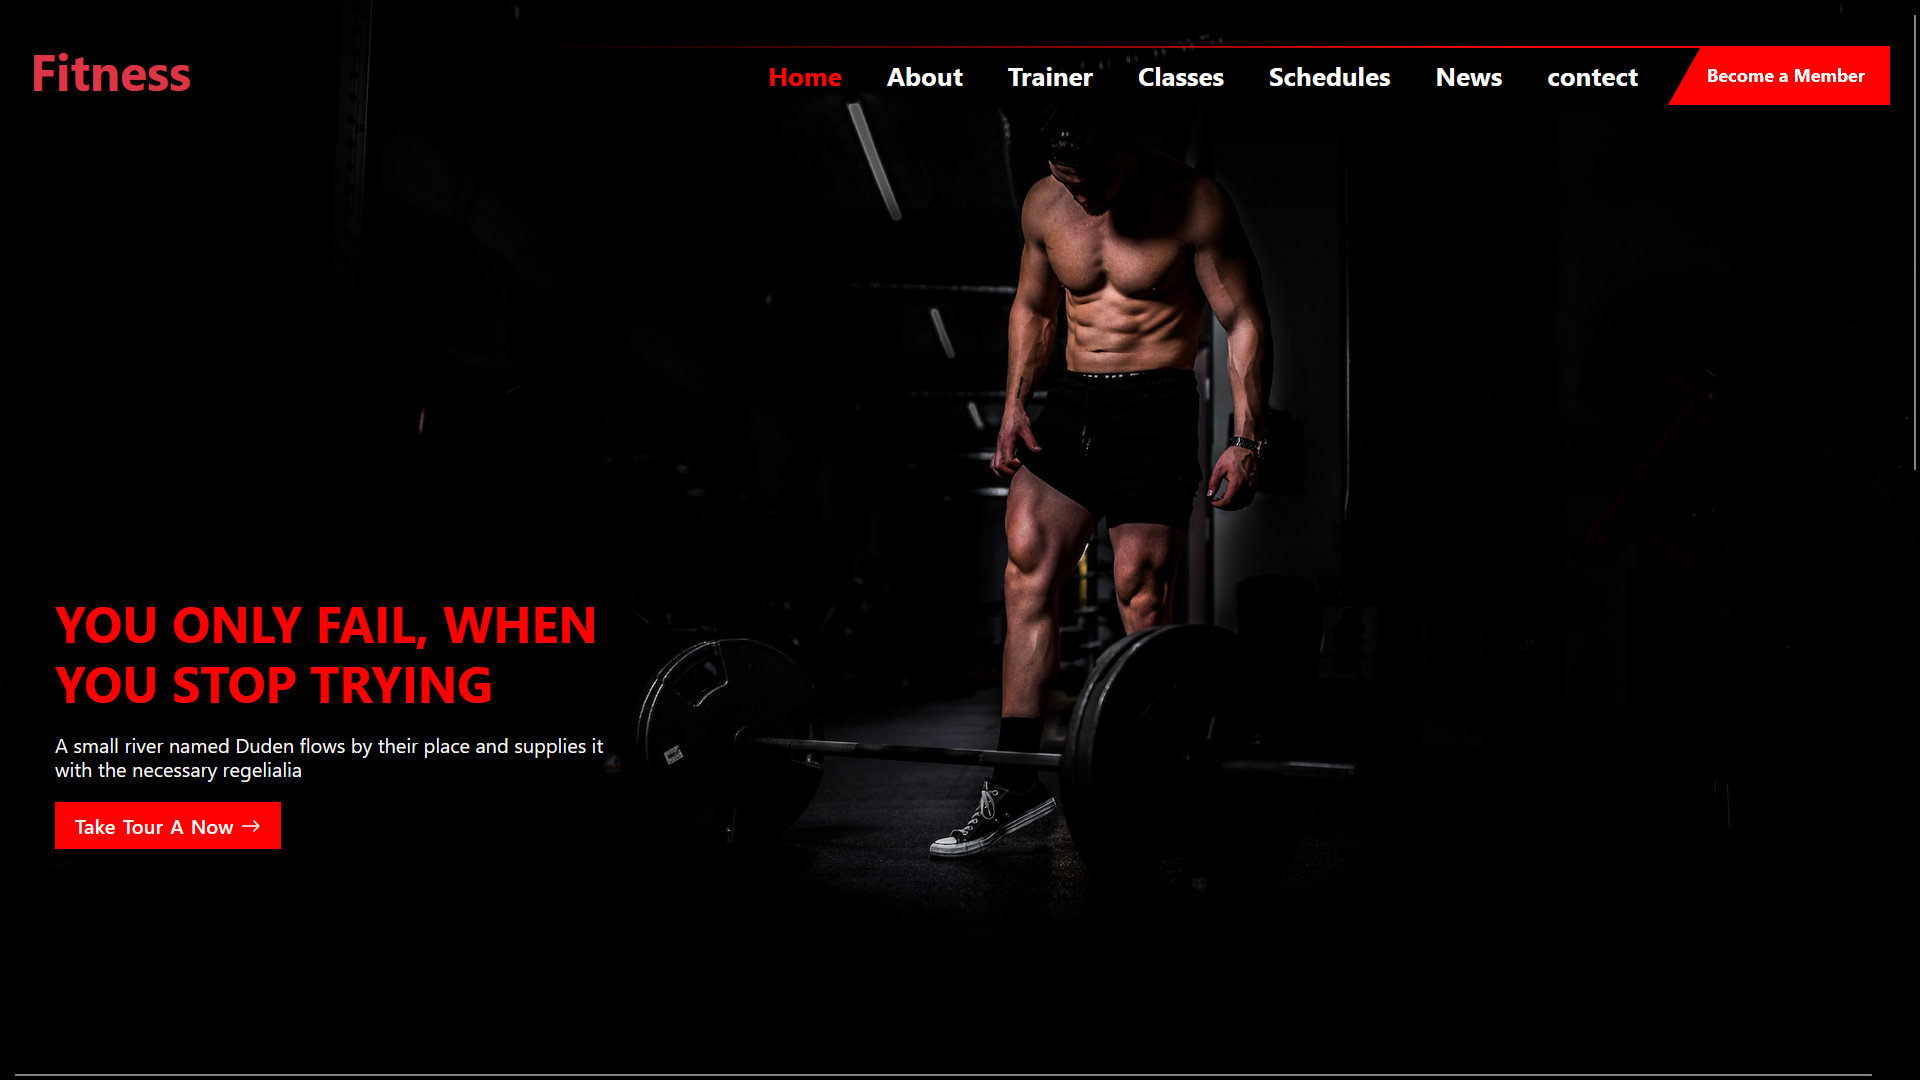 Fitness
Home About Trainer Classes Schedules News contect Become a Member
YOU ONLY FAIL, WHEN
YOU STOP TRYING
A small river named Duden flows by their place and supplies it
with the necessary regelialia
Take Tour A Now →